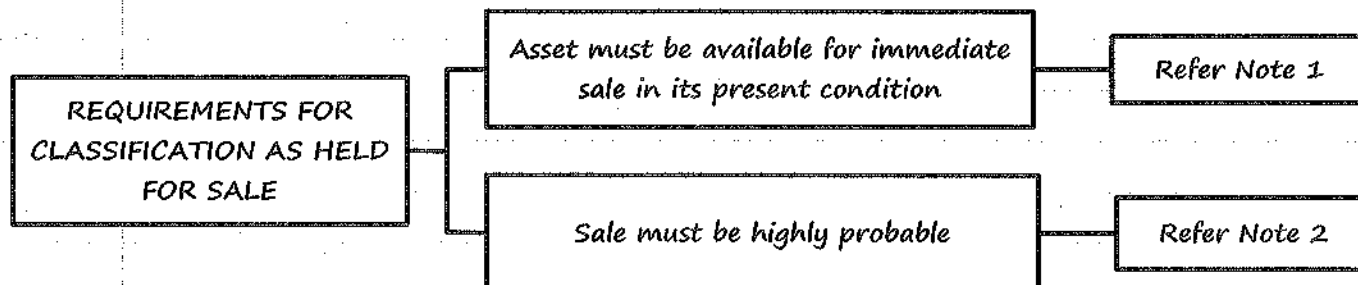 Asset must be available for immediate
sale in its present condition
Refer Note 1
REQUIREMENTS FOR
CLASSIFICATION AS HELD
FOR SALE
Sale must be highly probable
Refer Note 2